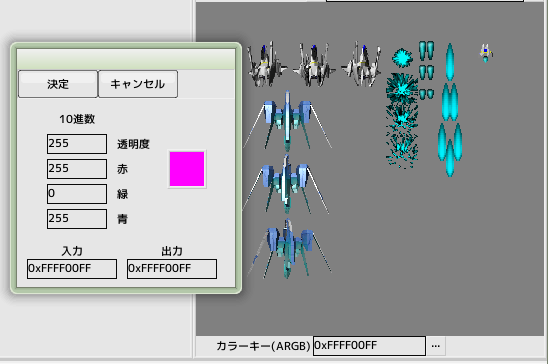 決定 キャンセル
10進数
255 透明度
255 赤
0 緑
255 青
入力 出力
0xFFFF00FF 0xFFFF00FF
カラーキー(ARGB) 0xFFFF00FF ...